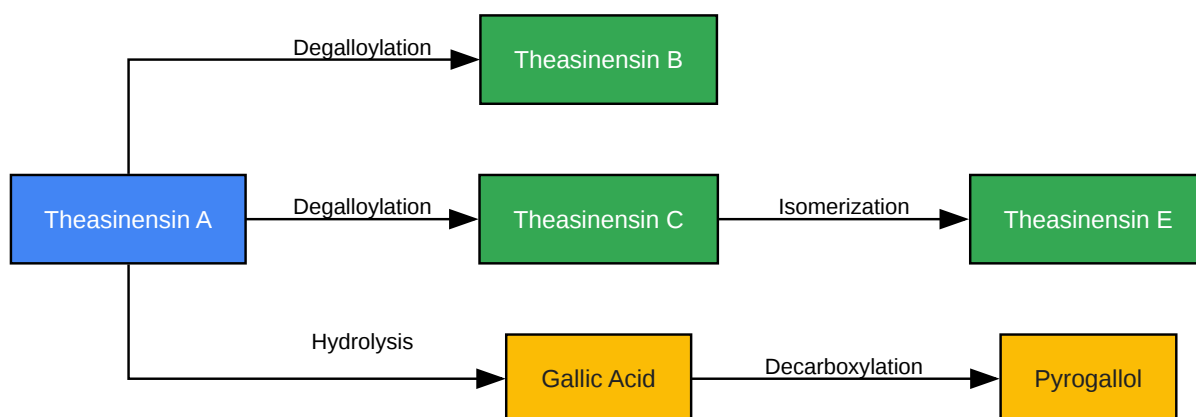 Degalloylation
Theasinensin B
Theasinensin A
Degalloylation
Theasinensin C
Isomerization
Theasinensin E
Hydrolysis
Gallic Acid
Decarboxylation
Pyrogallol